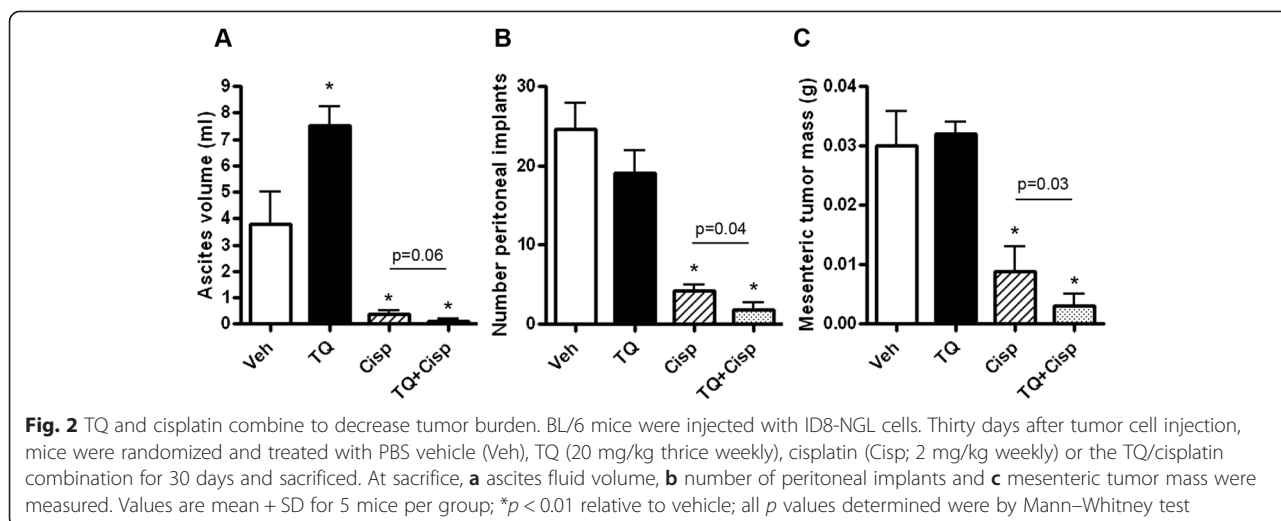 A
B
C
Ascites volume (ml)
9
8
7
6
5
4
3
2
1
0
*
p=0.06
*
*
Veh
TQ
Cisp
TQ+Cisp
Number peritoneal implants
30
20
10
0
p=0.04
*
*
Veh
TQ
Cisp
TQ+Cisp
Mesenteric tumor mass (g)
0.04
0.03
0.02
0.01
0.00
p=0.03
*
*
Veh
TQ
Cisp
TQ+Cisp
Fig. 2 TQ and cisplatin combine to decrease tumor burden. BL/6 mice were injected with ID8-NGL cells. Thirty days after tumor cell injection,
mice were randomized and treated with PBS vehicle (Veh), TQ (20 mg/kg thrice weekly), cisplatin (Cisp; 2 mg/kg weekly) or the TQ/cisplatin
combination for 30 days and sacrificed. At sacrifice, a ascites fluid volume, b number of peritoneal implants and c mesenteric tumor mass were
measured. Values are mean + SD for 5 mice per group; *p < 0.01 relative to vehicle; all p values determined were by Mann–Whitney test